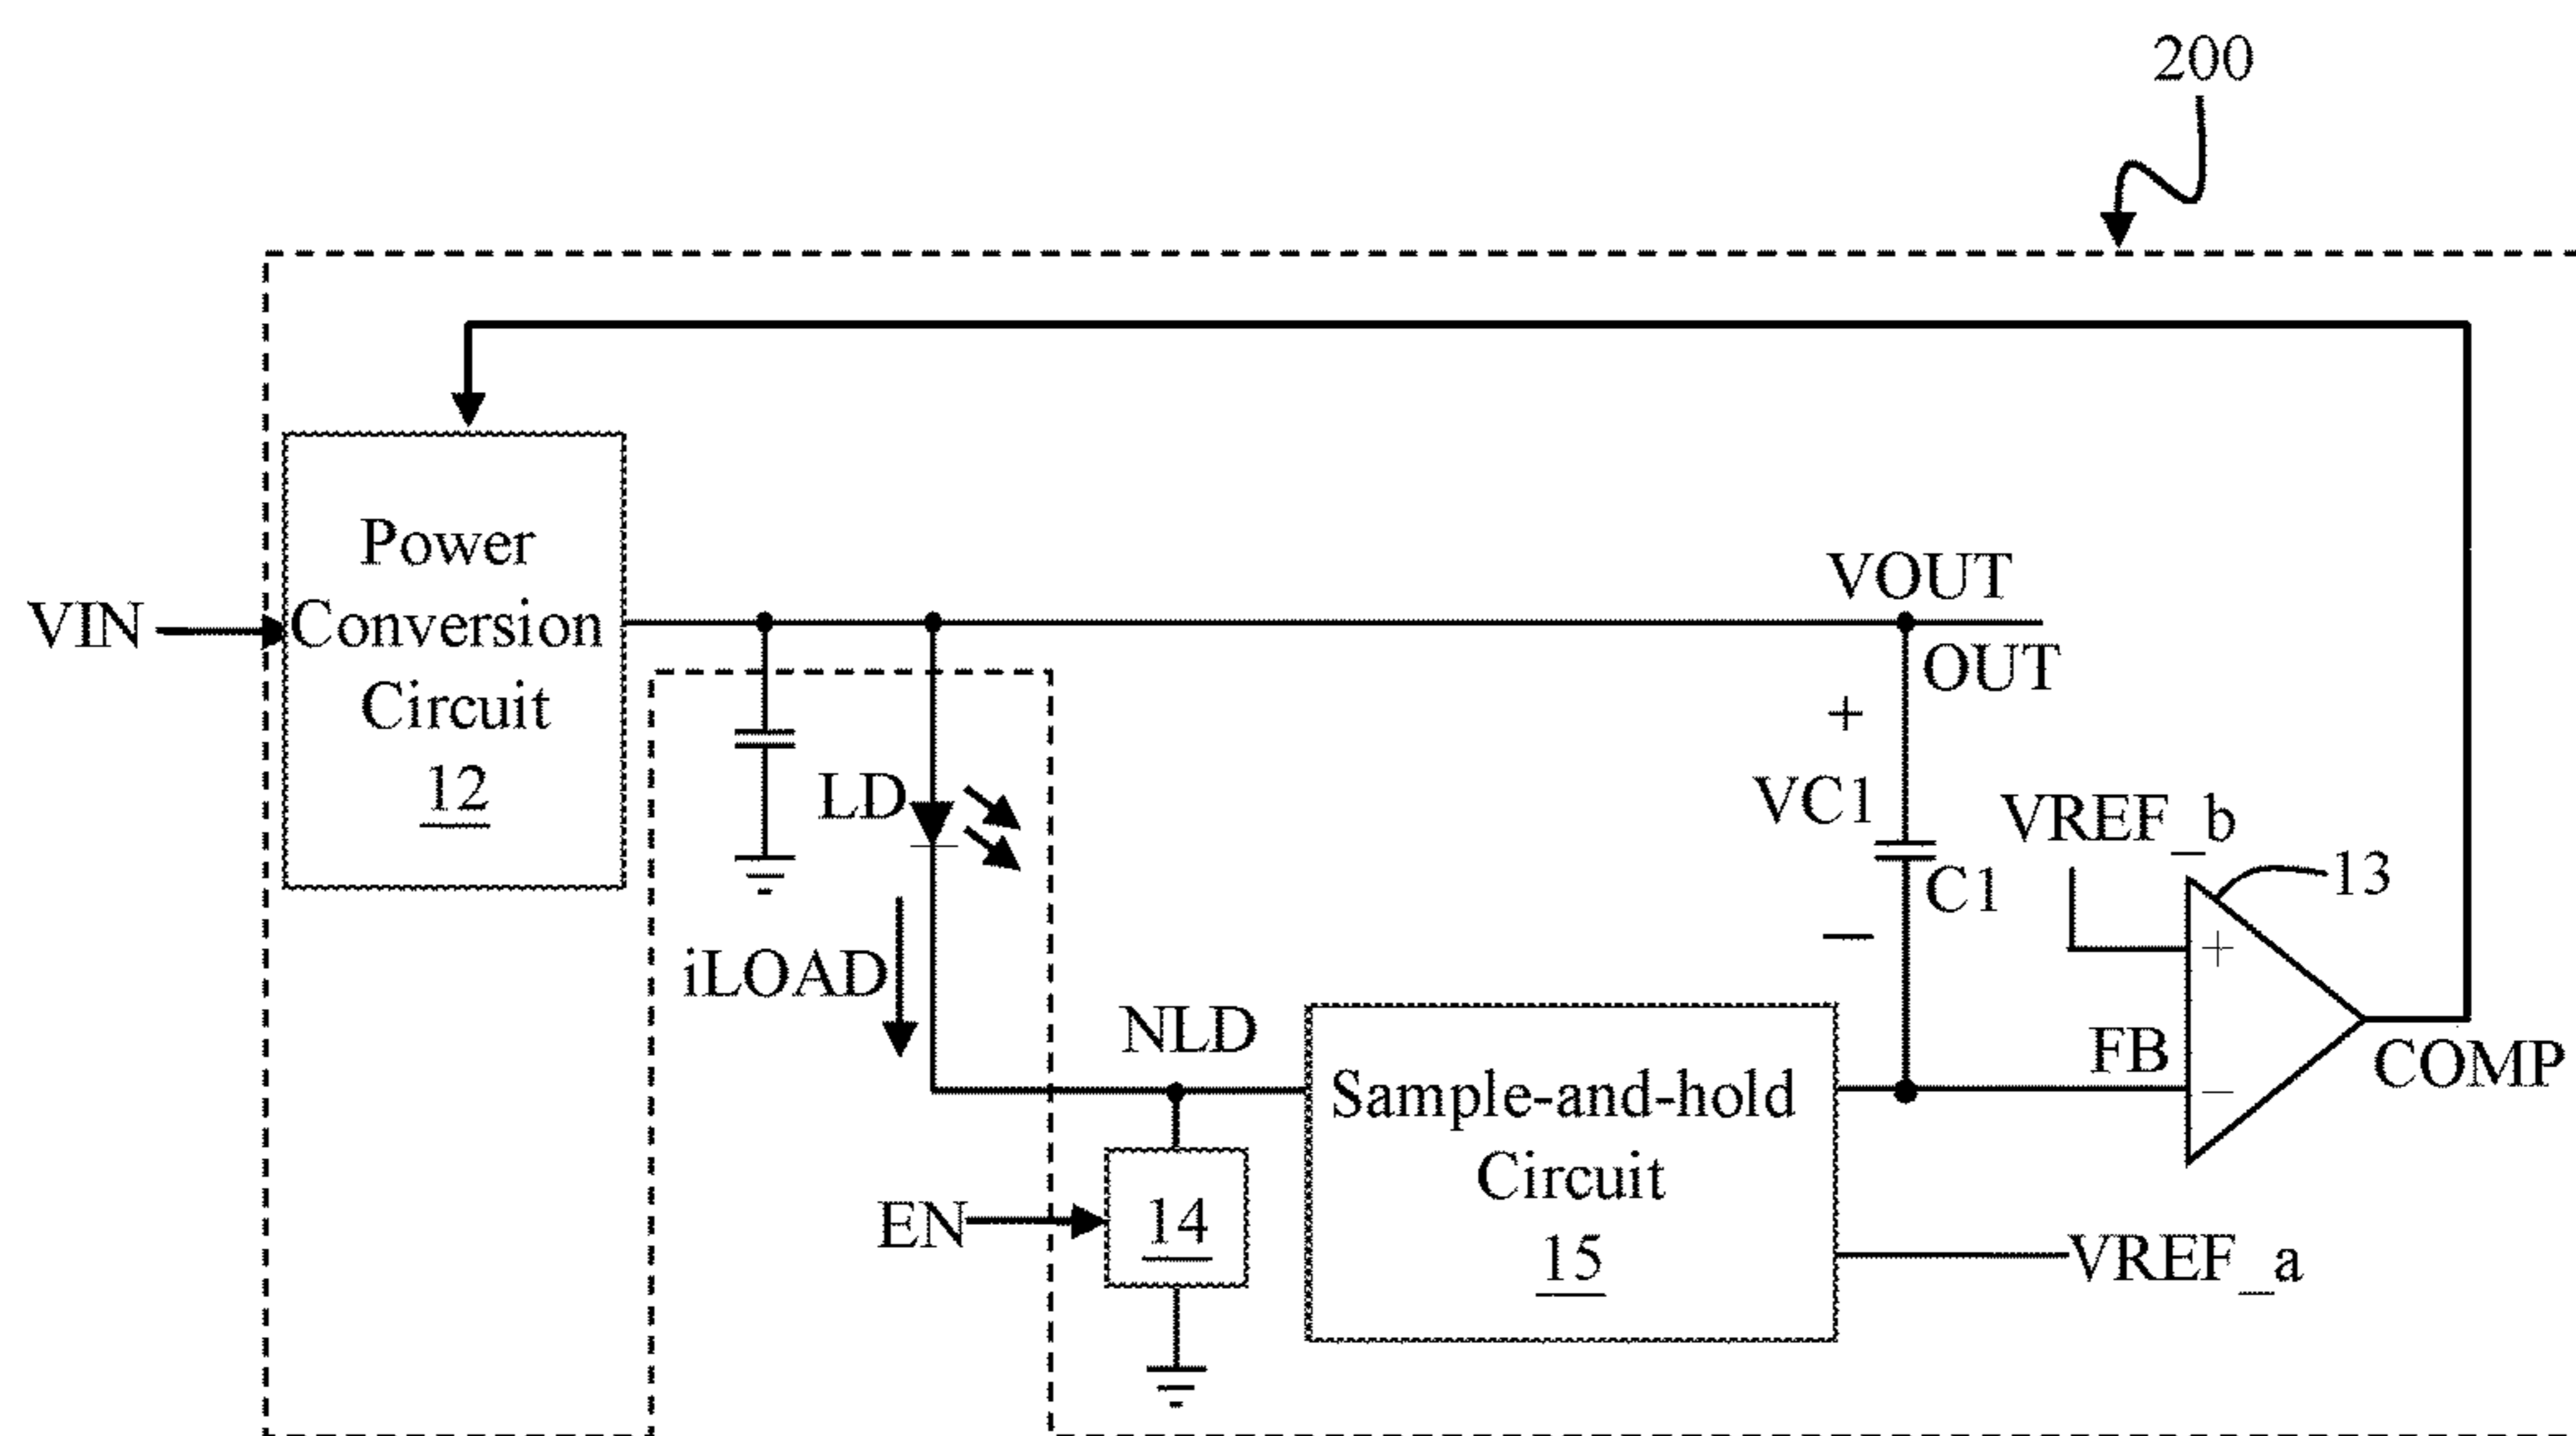 200
Power
Conversion
Circuit
12
VIN
VOUT
OUT
+
VC1
C1
−
LD
iLOAD
VREF_b
13
+
−
FB
COMP
NLD
Sample-and-hold
Circuit
15
EN
14
VREF_a